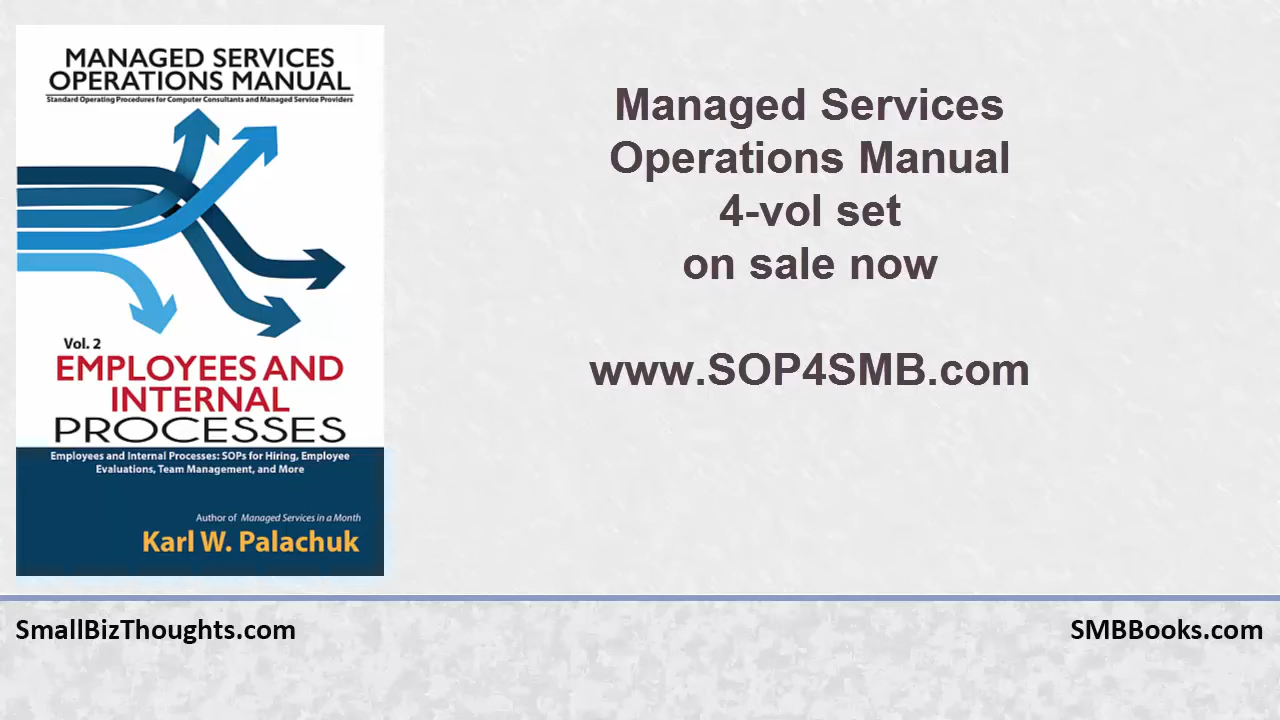 MANAGED SERVICES
OPERATIONS MANUAL
Standard Operating Procedures for Computer Consultants and Managed Service Providers
Vol. 2
EMPLOYEES AND
INTERNAL
PROCESSES
Employees and Internal Processes: SOPs for Hiring, Employee
Evaluations, Team Management, and More
Author of Managed Services in a Month
Karl W. Palachuk
Managed Services
Operations Manual
4-vol set
on sale now
www.SOP4SMB.com
SmallBizThoughts.com
SMBBooks.com